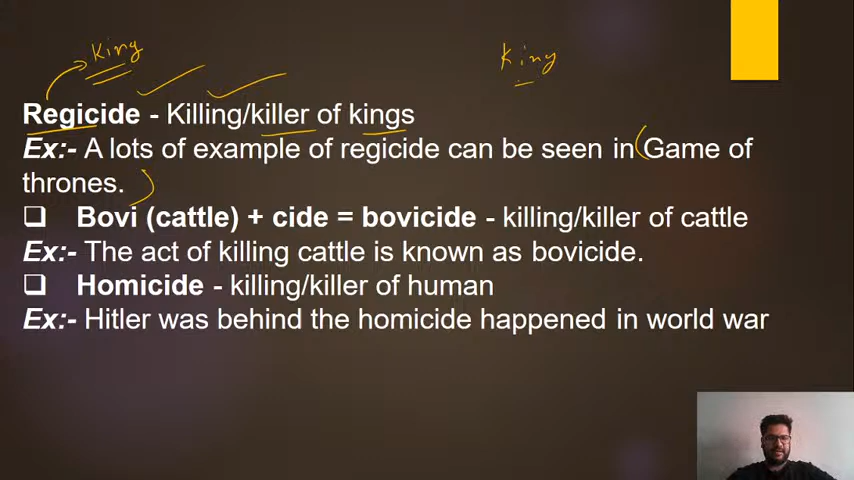 King
King
Regicide - Killing/killer of kings
Ex:- A lots of example of regicide can be seen in Game of
thrones.
❑ Bovi (cattle) + cide = bovicide - killing/killer of cattle
Ex:- The act of killing cattle is known as bovicide.
❑ Homicide - killing/killer of human
Ex:- Hitler was behind the homicide happened in world war